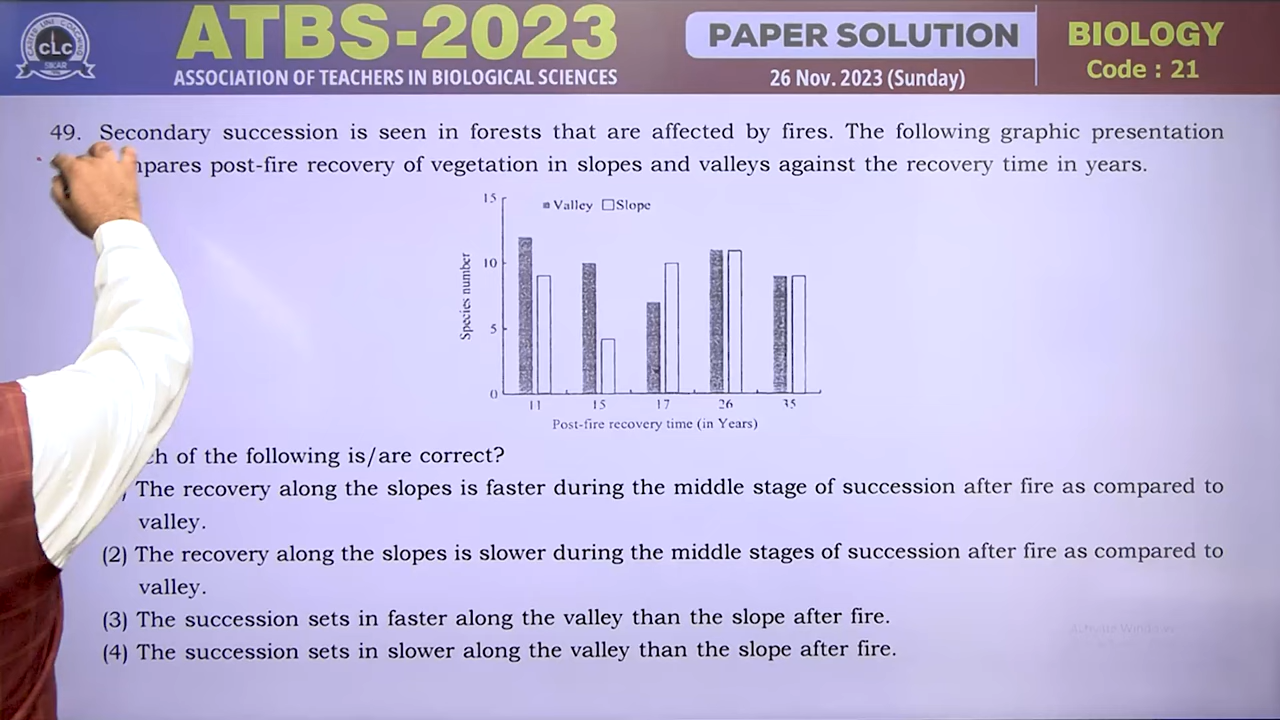 CLC
SIKAR
ATBS-2023
ASSOCIATION OF TEACHERS IN BIOLOGICAL SCIENCES
PAPER SOLUTION
26 Nov. 2023 (Sunday)
BIOLOGY
Code : 21
49. Secondary succession is seen in forests that are affected by fires. The following graphic presentation
mpares post-fire recovery of vegetation in slopes and valleys against the recovery time in years.
15
Valley Slope
10
5
0
Species number
11 15 17 26 35
Post-fire recovery time (in Years)
ch of the following is/are correct?
The recovery along the slopes is faster during the middle stage of succession after fire as compared to
valley.
(2) The recovery along the slopes is slower during the middle stages of succession after fire as compared to
valley.
(3) The succession sets in faster along the valley than the slope after fire.
(4) The succession sets in slower along the valley than the slope after fire.
Activate Windows